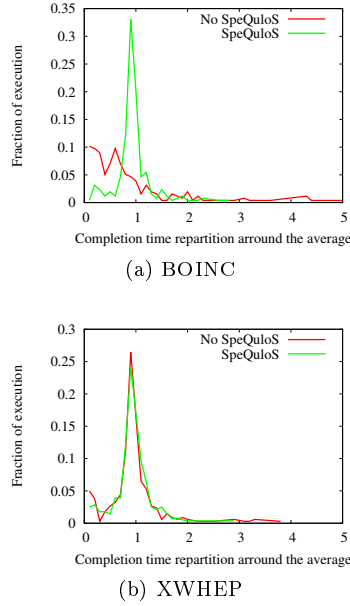 0.35
0.3
0.25
0.2
0.15
0.1
0.05
0
Fraction of execution
No SpeQuloS
SpeQuloS
0 1 2 3 4 5
Completion time repartition arround the average
(a) BOINC
0.3
0.25
0.2
0.15
0.1
0.05
0
Fraction of execution
No SpeQuloS
SpeQuloS
0 1 2 3 4 5
Completion time repartition arround the average
(b) XWHEP